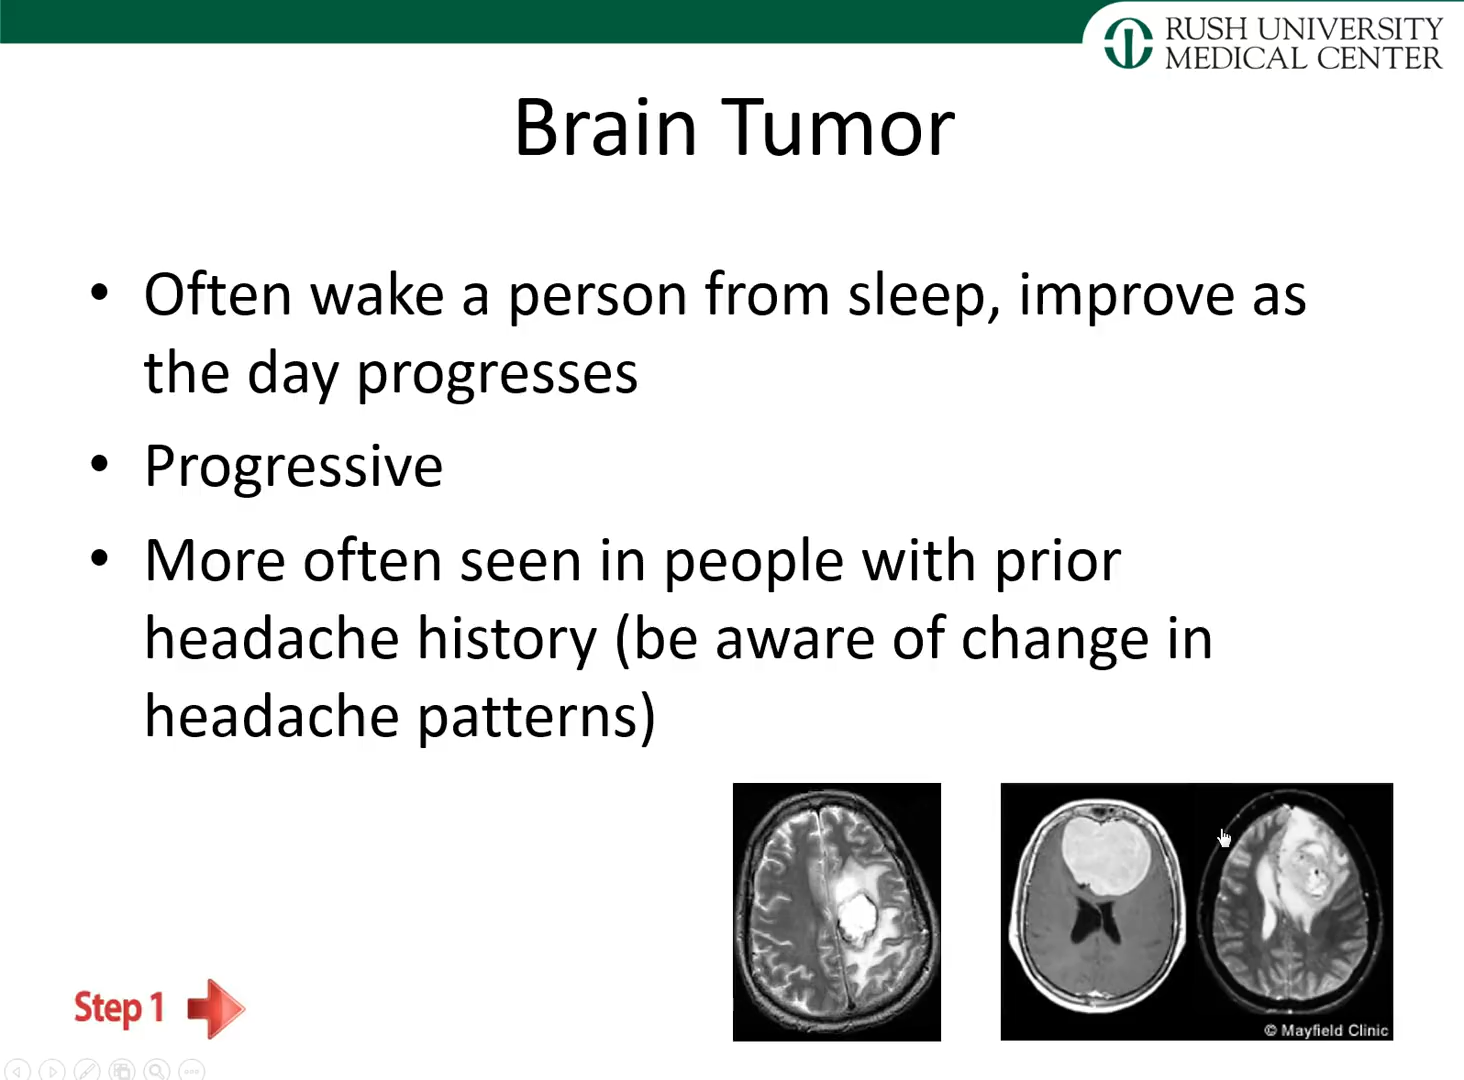 RUSH UNIVERSITY
MEDICAL CENTER
Brain Tumor
• Often wake a person from sleep, improve as
the day progresses
• Progressive
• More often seen in people with prior
headache history (be aware of change in
headache patterns)
© Mayfield Clinic
Step 1